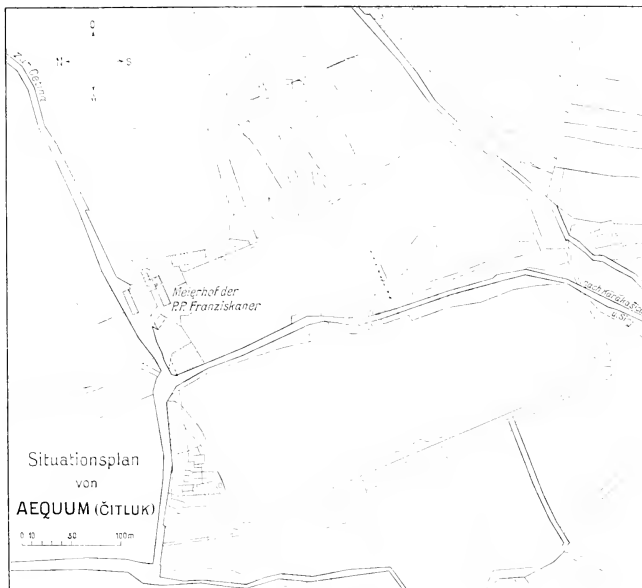 O
N S
W
Meierhof der
P.P. Franziskaner
Situationsplan
von
AEQUUM (ČITLUK)
0 10 50 100m